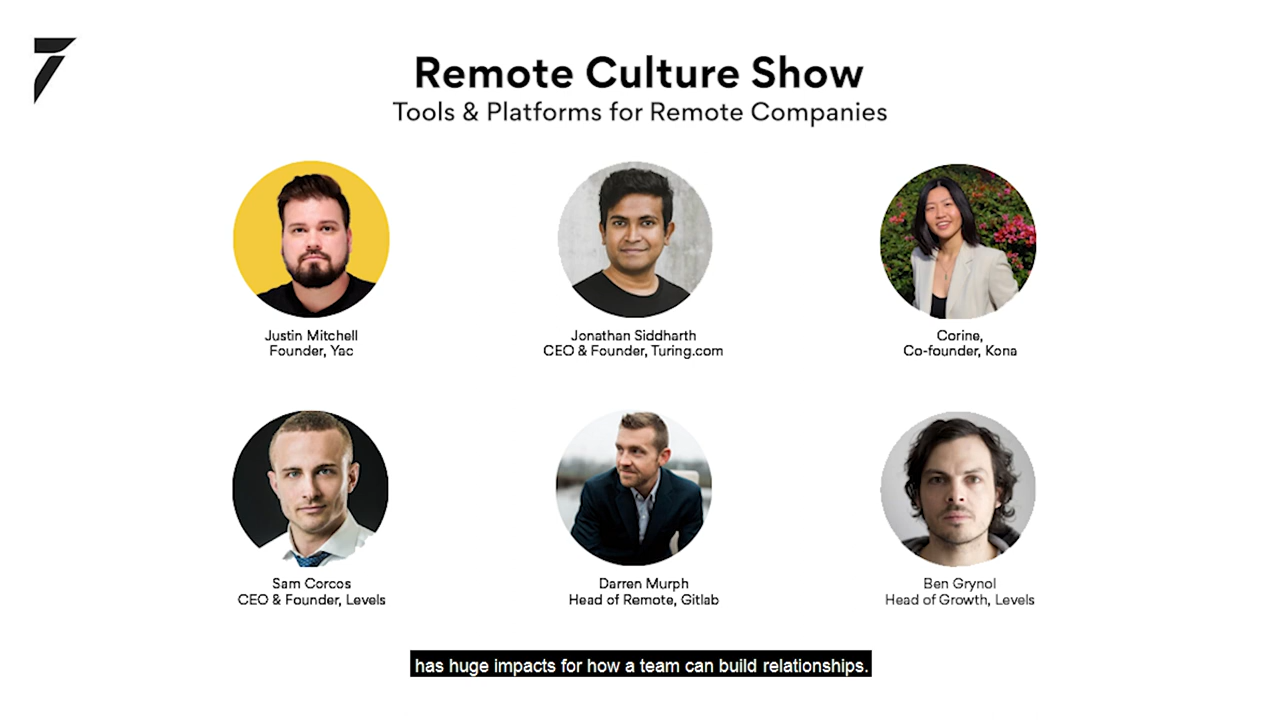 Remote Culture Show
Tools & Platforms for Remote Companies
Justin Mitchell
Founder, Yac
Jonathan Siddharth
CEO & Founder, Turing.com
Corine,
Co-founder, Kona
Sam Corcos
CEO & Founder, Levels
Darren Murph
Head of Remote, Gitlab
Ben Grynol
Head of Growth, Levels
has huge impacts for how a team can build relationships.